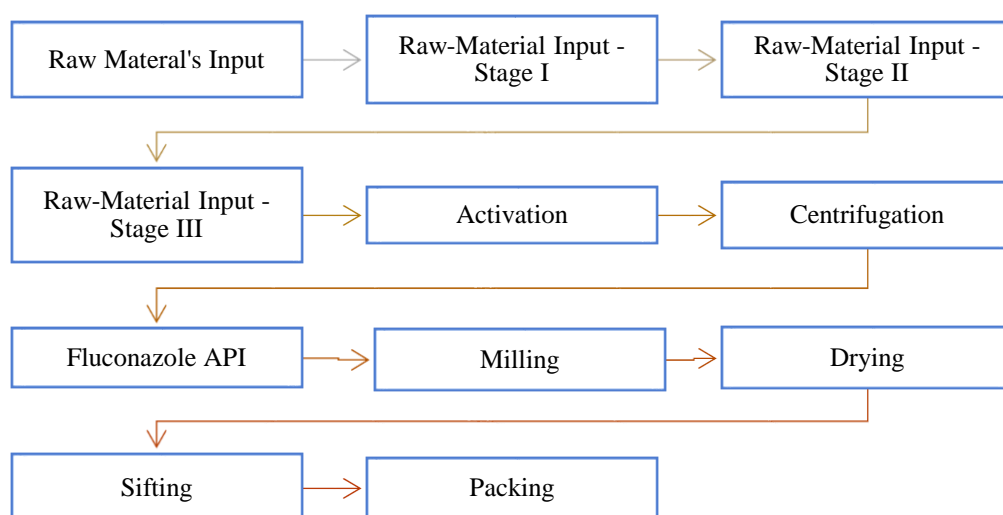 Raw Materal's Input
Raw-Material Input -
Stage I
Raw-Material Input -
Stage II
Raw-Material Input -
Stage III
Activation
Centrifugation
Fluconazole API
Milling
Drying
Sifting
Packing